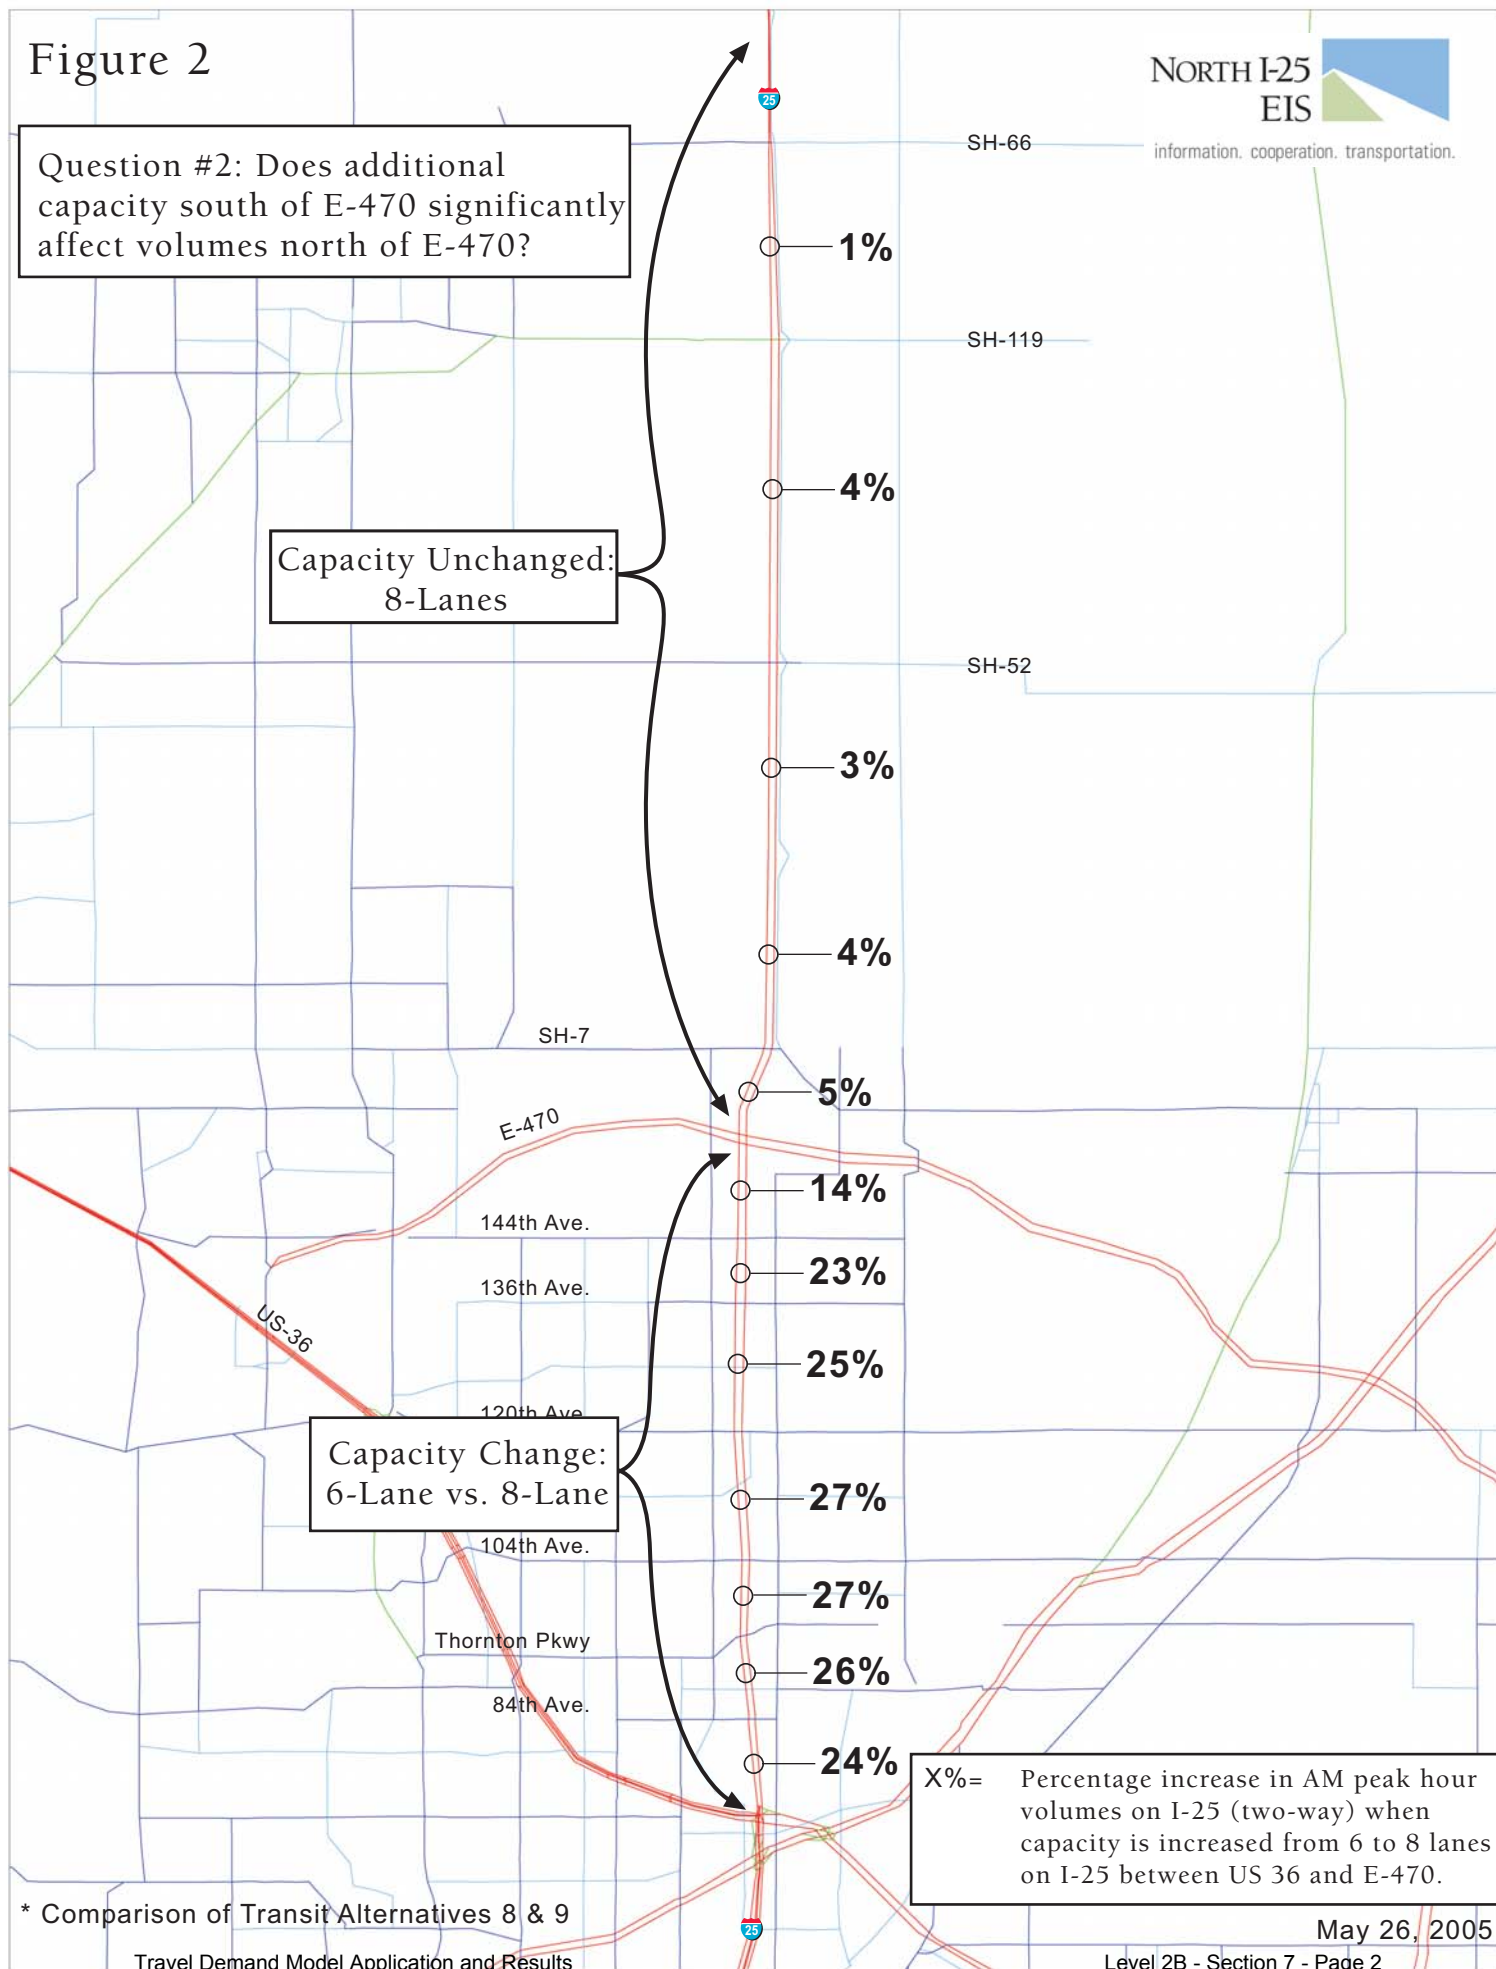 Figure 2
NORTH I-25
EIS
information. cooperation. transportation.
25
Question #2: Does additional
capacity south of E-470 significantly
affect volumes north of E-470?
SH-66
1%
SH-119
4%
Capacity Unchanged:
8-Lanes
SH-52
3%
4%
SH-7
5%
E-470
14%
144th Ave.
23%
136th Ave.
US-36
25%
120th Ave
Capacity Change:
6-Lane vs. 8-Lane
27%
104th Ave.
27%
Thornton Pkwy
26%
84th Ave.
24%
X%= Percentage increase in AM peak hour
volumes on I-25 (two-way) when
capacity is increased from 6 to 8 lanes
on I-25 between US 36 and E-470.
* Comparison of Transit Alternatives 8 & 9
25
May 26, 2005
Travel Demand Model Application and Results
Level 2B - Section 7 - Page 2